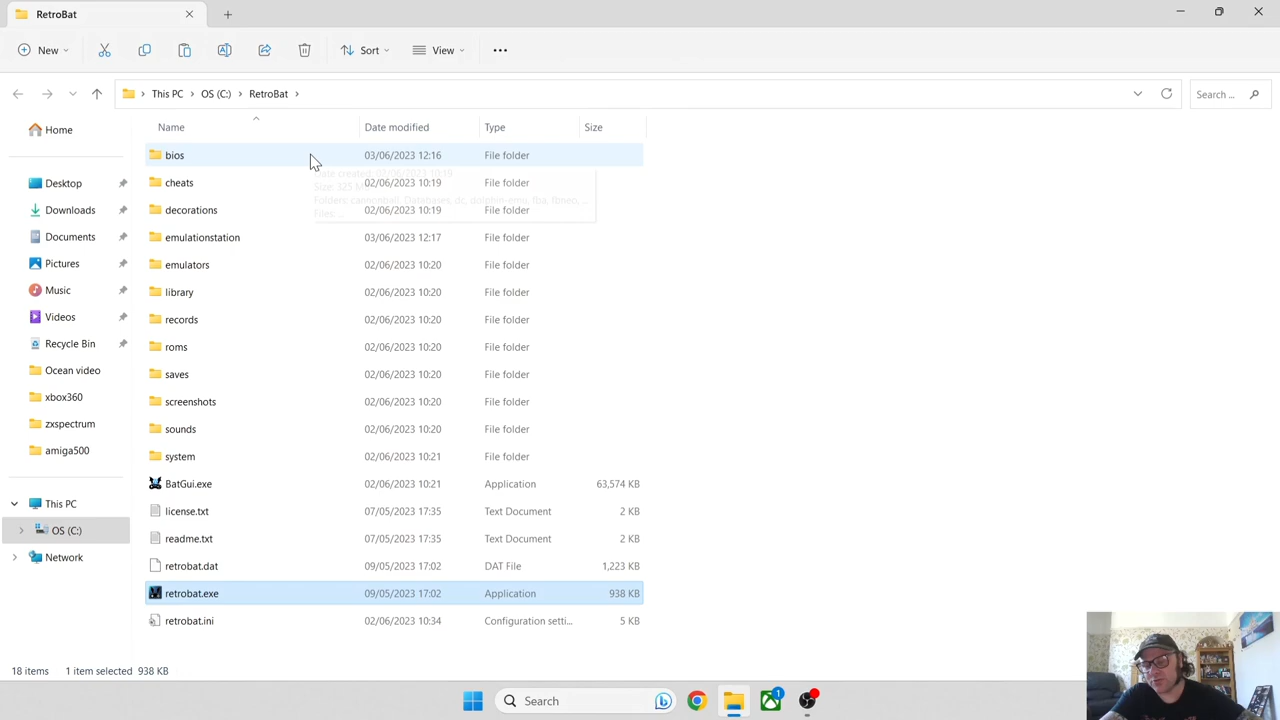 RetroBat
New
Sort
View
This PC > OS (C:) > RetroBat >
Search ...
Name Date modified Type Size
Home
Desktop
Downloads
Documents
Pictures
Music
Videos
Recycle Bin
Ocean video
xbox360
zxspectrum
amiga500
This PC
OS (C:)
Network
bios 03/06/2023 12:16 File folder
cheats 02/06/2023 10:19 File folder
decorations 02/06/2023 10:19 File folder
emulationstation 03/06/2023 12:17 File folder
emulators 02/06/2023 10:20 File folder
library 02/06/2023 10:20 File folder
records 02/06/2023 10:20 File folder
roms 02/06/2023 10:20 File folder
saves 02/06/2023 10:20 File folder
screenshots 02/06/2023 10:20 File folder
sounds 02/06/2023 10:20 File folder
system 02/06/2023 10:21 File folder
BatGui.exe 02/06/2023 10:21 Application 63,574 KB
license.txt 07/05/2023 17:35 Text Document 2 KB
readme.txt 07/05/2023 17:35 Text Document 2 KB
retrobat.dat 09/05/2023 17:02 DAT File 1,223 KB
retrobat.exe 09/05/2023 17:02 Application 938 KB
retrobat.ini 02/06/2023 10:34 Configuration setti... 5 KB
18 items 1 item selected 938 KB
Search
1